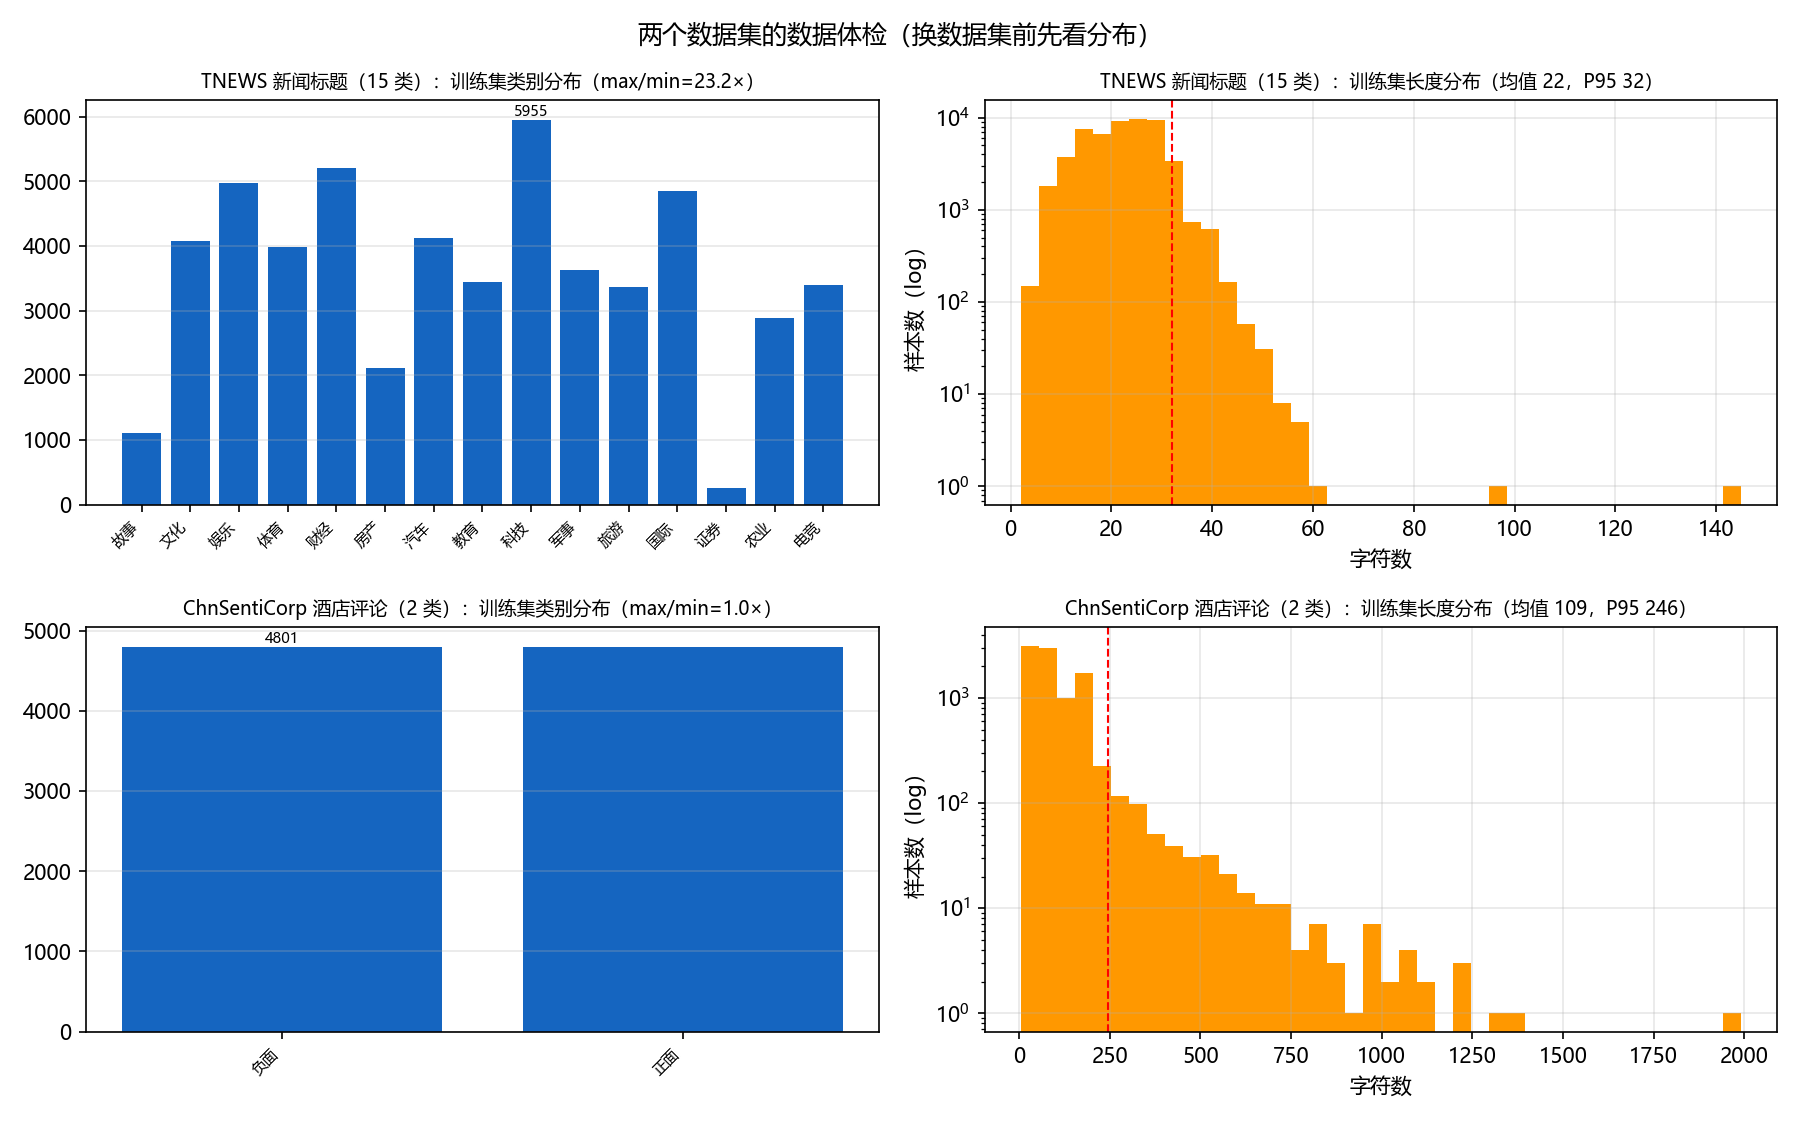 两个数据集的数据体检（换数据集前先看分布）
TNEWS 新闻标题（15 类）：训练集类别分布（max/min=23.2×）
5955
6000
5000
4000
3000
2000
1000
0
故事 文化 娱乐 体育 财经 房产 汽车 教育 科技 军事 旅游 国际 证券 农业 电竞
TNEWS 新闻标题（15 类）：训练集长度分布（均值 22，P95 32）
样本数（log）
10⁴
10³
10²
10¹
10⁰
0 20 40 60 80 100 120 140
字符数
ChnSentiCorp 酒店评论（2 类）：训练集类别分布（max/min=1.0×）
4801
5000
4000
3000
2000
1000
0
负面 正面
ChnSentiCorp 酒店评论（2 类）：训练集长度分布（均值 109，P95 246）
样本数（log）
10³
10²
10¹
10⁰
0 250 500 750 1000 1250 1500 1750 2000
字符数